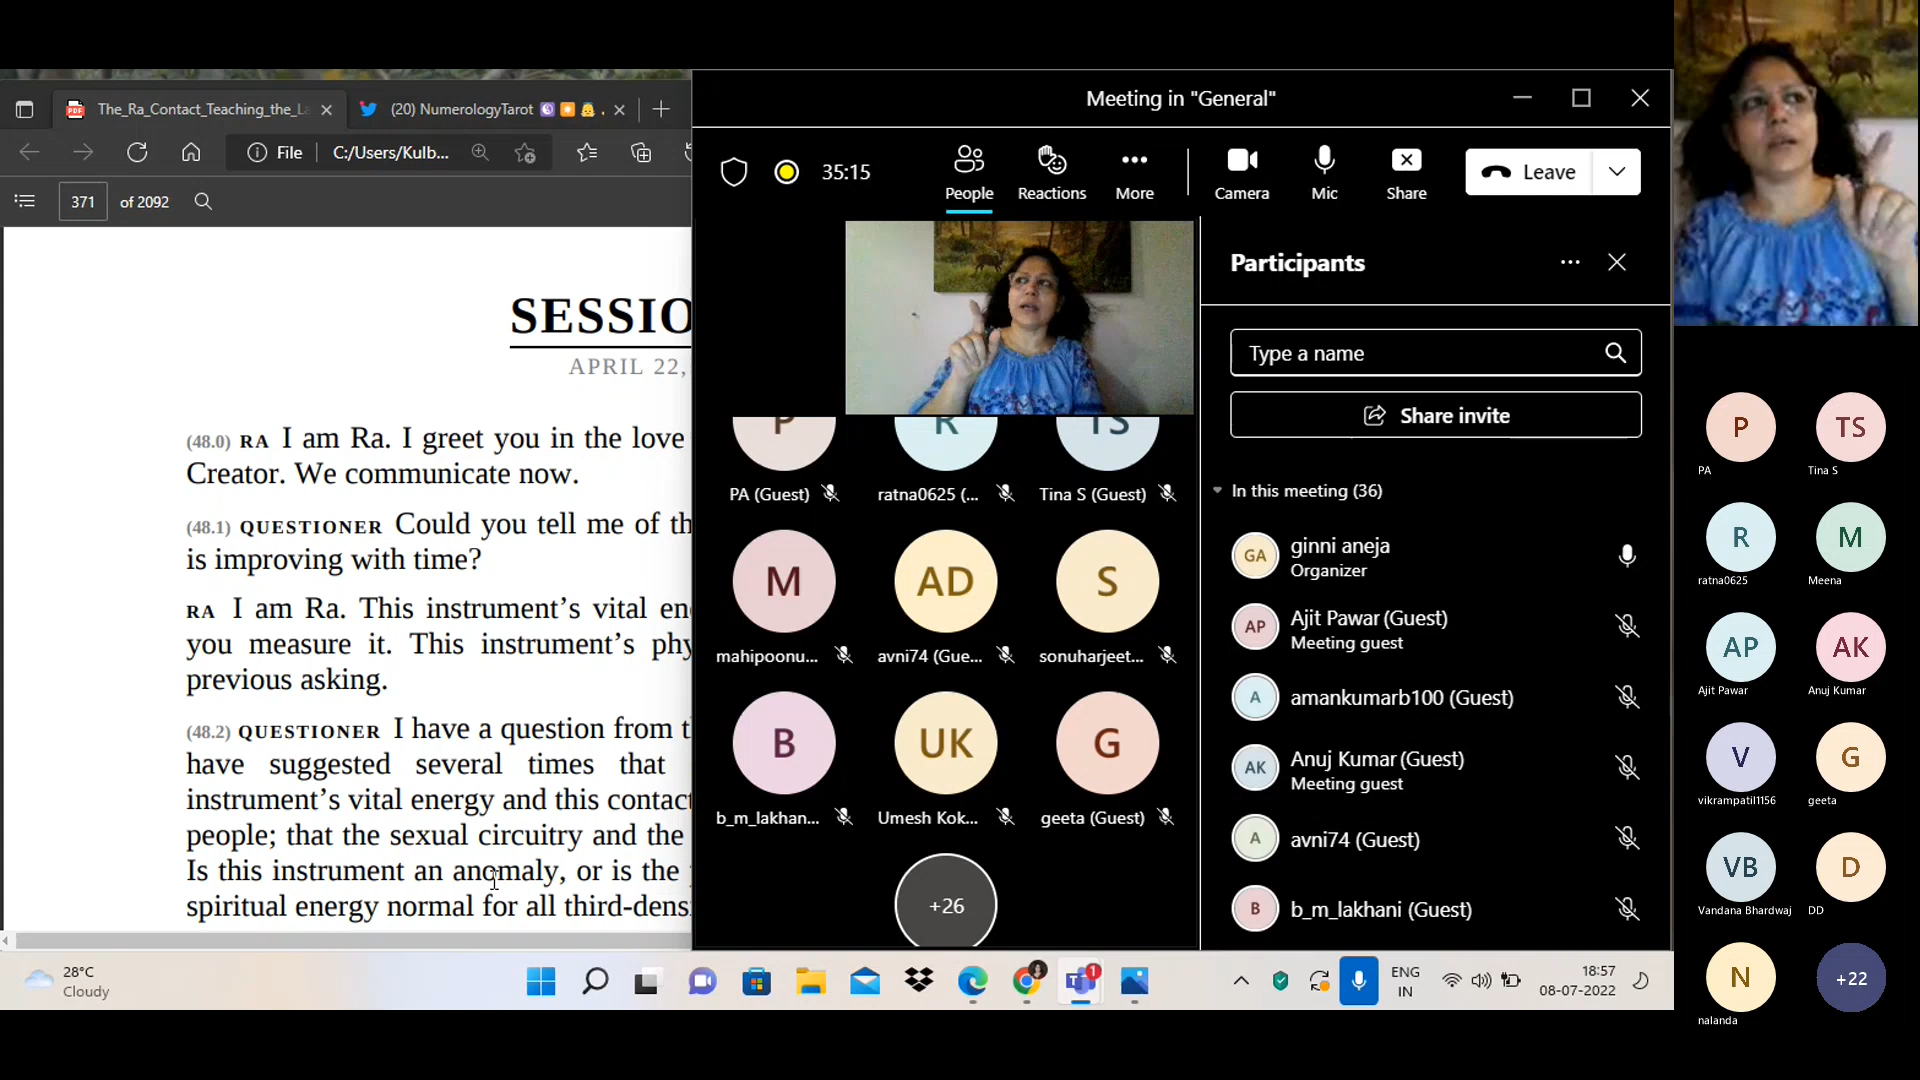 The_Ra_Contact_Teaching_the_La
(20) NumerologyTarot
File
C:/Users/Kulb...
371
of 2092
SESSIO
APRIL 22,
(48.0) RA I am Ra. I greet you in the love
Creator. We communicate now.
(48.1) QUESTIONER Could you tell me of th
is improving with time?
RA I am Ra. This instrument’s vital en
you measure it. This instrument’s phy
previous asking.
(48.2) QUESTIONER I have a question from t
have suggested several times that
instrument’s vital energy and this contact
people; that the sexual circuitry and the
Is this instrument an anomaly, or is the
spiritual energy normal for all third-dens
Meeting in "General"
35:15
People
Reactions
More
Camera
Mic
Share
Leave
P
R
TS
PA (Guest)
ratna0625 (...
Tina S (Guest)
M
AD
S
mahipoonu...
avni74 (Gue...
sonuharjeet...
B
UK
G
b_m_lakhan...
Umesh Kok...
geeta (Guest)
+26
Participants
Type a name
Share invite
In this meeting (36)
GA
ginni aneja
Organizer
AP
Ajit Pawar (Guest)
Meeting guest
A
amankumarb100 (Guest)
AK
Anuj Kumar (Guest)
Meeting guest
A
avni74 (Guest)
B
b_m_lakhani (Guest)
P
TS
PA
Tina S
R
M
ratna0625
Meena
AP
AK
Ajit Pawar
Anuj Kumar
V
G
vikrampatil1156
geeta
VB
D
Vandana Bhardwaj
DD
N
+22
nalanda
28°C
Cloudy
1
ENG
IN
18:57
08-07-2022